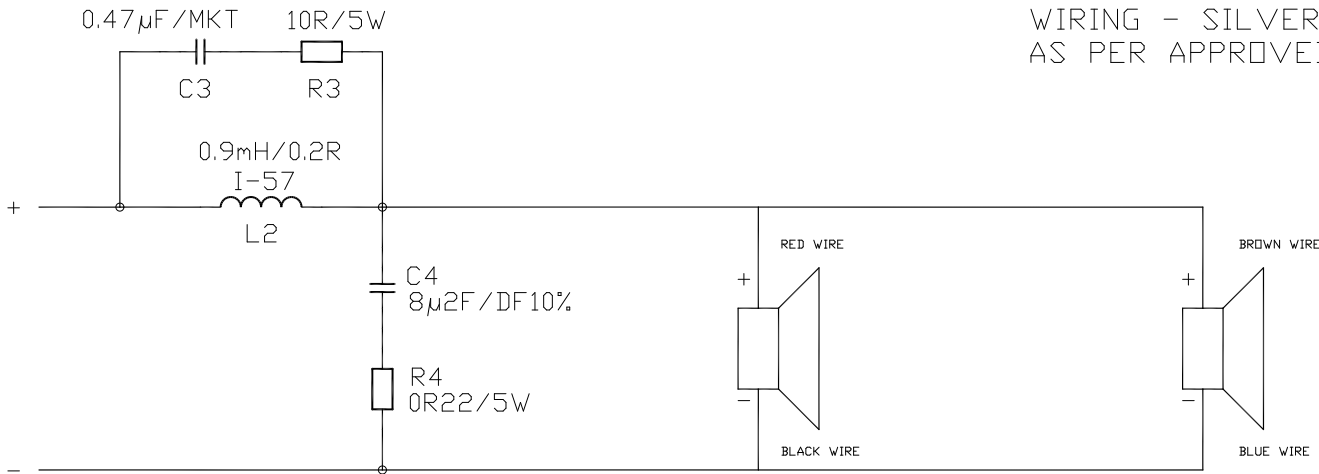 0.47μF/MKT
10R/5W
WIRING - SILVER
AS PER APPROVED
C3
R3
0.9mH/0.2R
I-57
+
L2
RED WIRE
BROWN WIRE
C4
8μ2F/DF10%
+
+
R4
0R22/5W
-
-
BLACK WIRE
BLUE WIRE
-